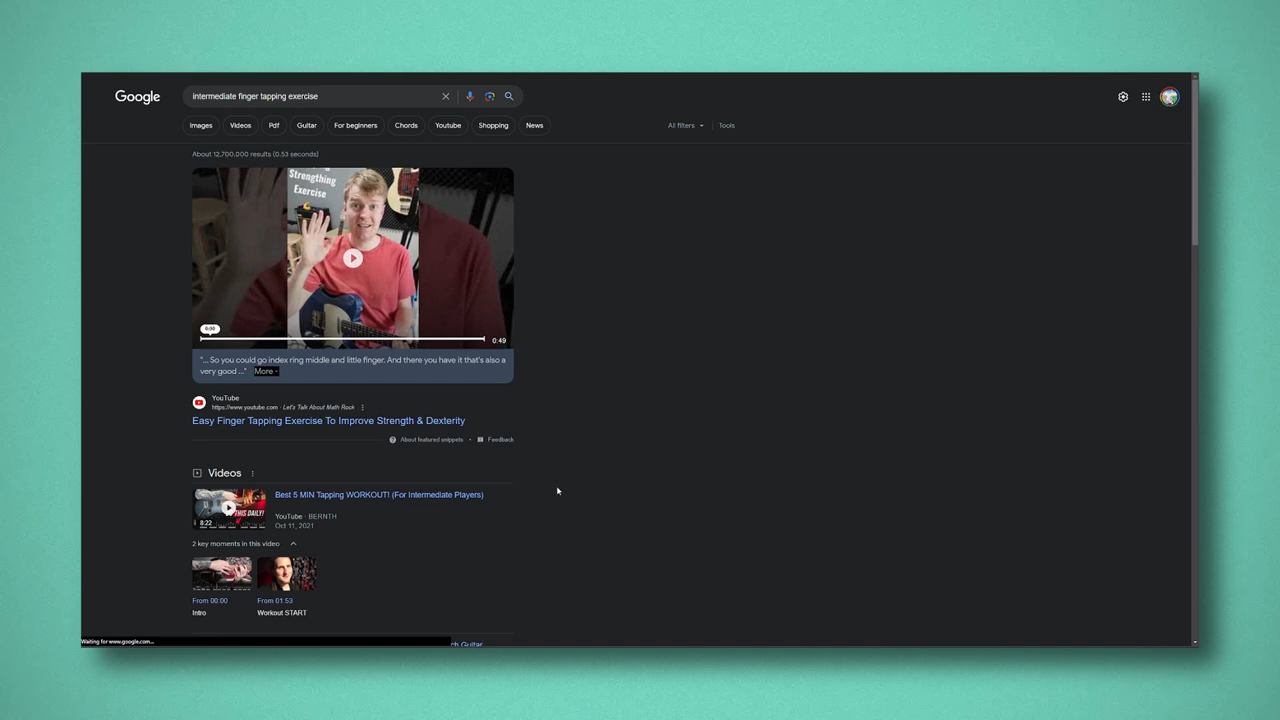 Google
intermediate finger tapping exercise
Images
Videos
Pdf
Guitar
For beginners
Chords
Youtube
Shopping
News
All filters
Tools
About 12,700,000 results (0.53 seconds)
Strengthing
Exercise
0:49
"... So you could go index ring middle and little finger. And there you have it that's also a
very good ..." More
YouTube
https://www.youtube.com · Let's Talk About Math Rock
Easy Finger Tapping Exercise To Improve Strength & Dexterity
About featured snippets • Feedback
Videos
THIS DAILY!
8:22
Best 5 MIN Tapping WORKOUT! (For Intermediate Players)
YouTube · BERNTH
Oct 11, 2021
2 key moments in this video
From 00:00
Intro
From 01:53
Workout START
Waiting for www.google.com...
Guitar